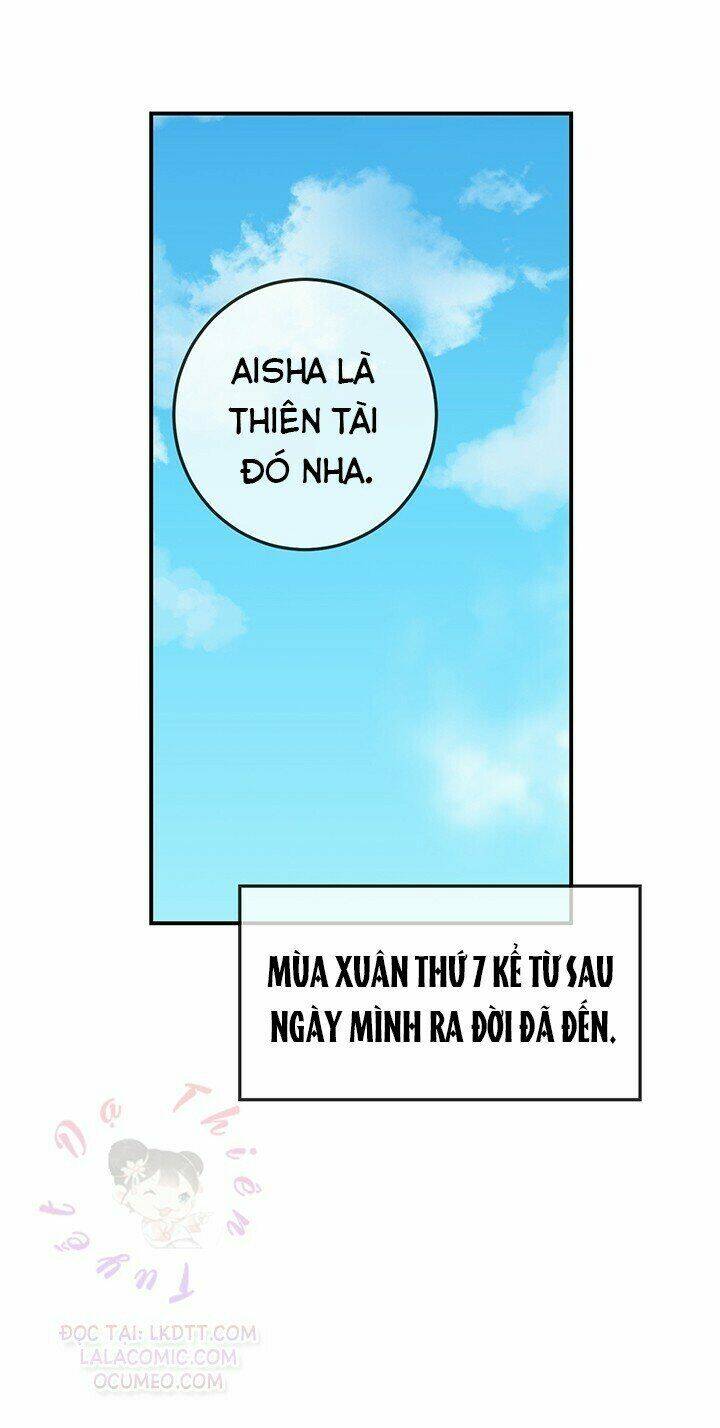 AISHA LÀ
THIÊN TÀI
ĐÓ NHA.
MÙA XUÂN THỨ 7 KỂ TỪ SAU
NGÀY MÌNH RA ĐỜI ĐÃ ĐẾN.
Tuyệt Dạ Thiên
ĐỌC TẠI: LKDTT.COM
LALACOMIC.COM
OCUMEO.COM